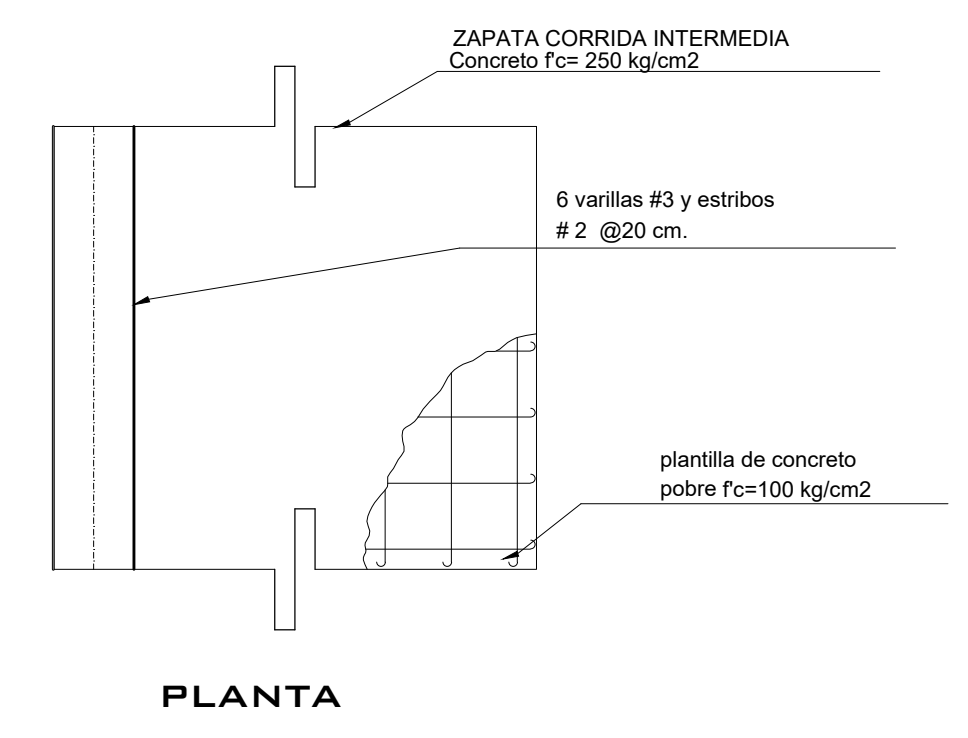 ZAPATA CORRIDA INTERMEDIA
Concreto f'c= 250 kg/cm2
6 varillas #3 y estribos
# 2 @20 cm.
plantilla de concreto
pobre f'c=100 kg/cm2
PLANTA